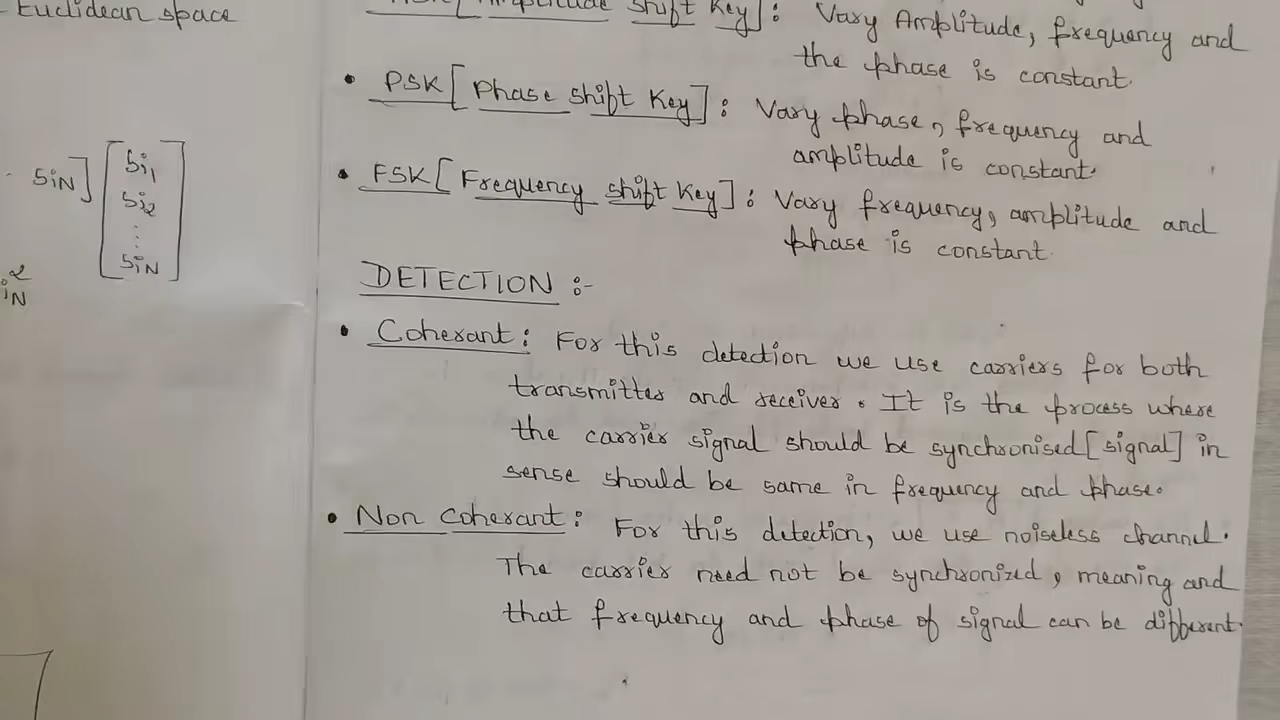 Euclidean space
SiN] [Si1
Si2
⋮
SiN]
2
iN
Amplitude Shift Key]: Vary Amplitude, frequency and
the phase is constant.
• PSK [Phase shift Key]: Vary phase, frequency and
amplitude is constant.
• FSK [Frequency shift Key]: Vary frequency, amplitude and
phase is constant.
DETECTION :-
• Coherant: For this detection we use carriers for both
transmitter and receiver. It is the process where
the carrier signal should be synchronised [signal] in
sense should be same in frequency and phase.
• Non Coherant: For this detection, we use noiseless channel.
The carrier need not be synchronized, meaning and
that frequency and phase of signal can be different.